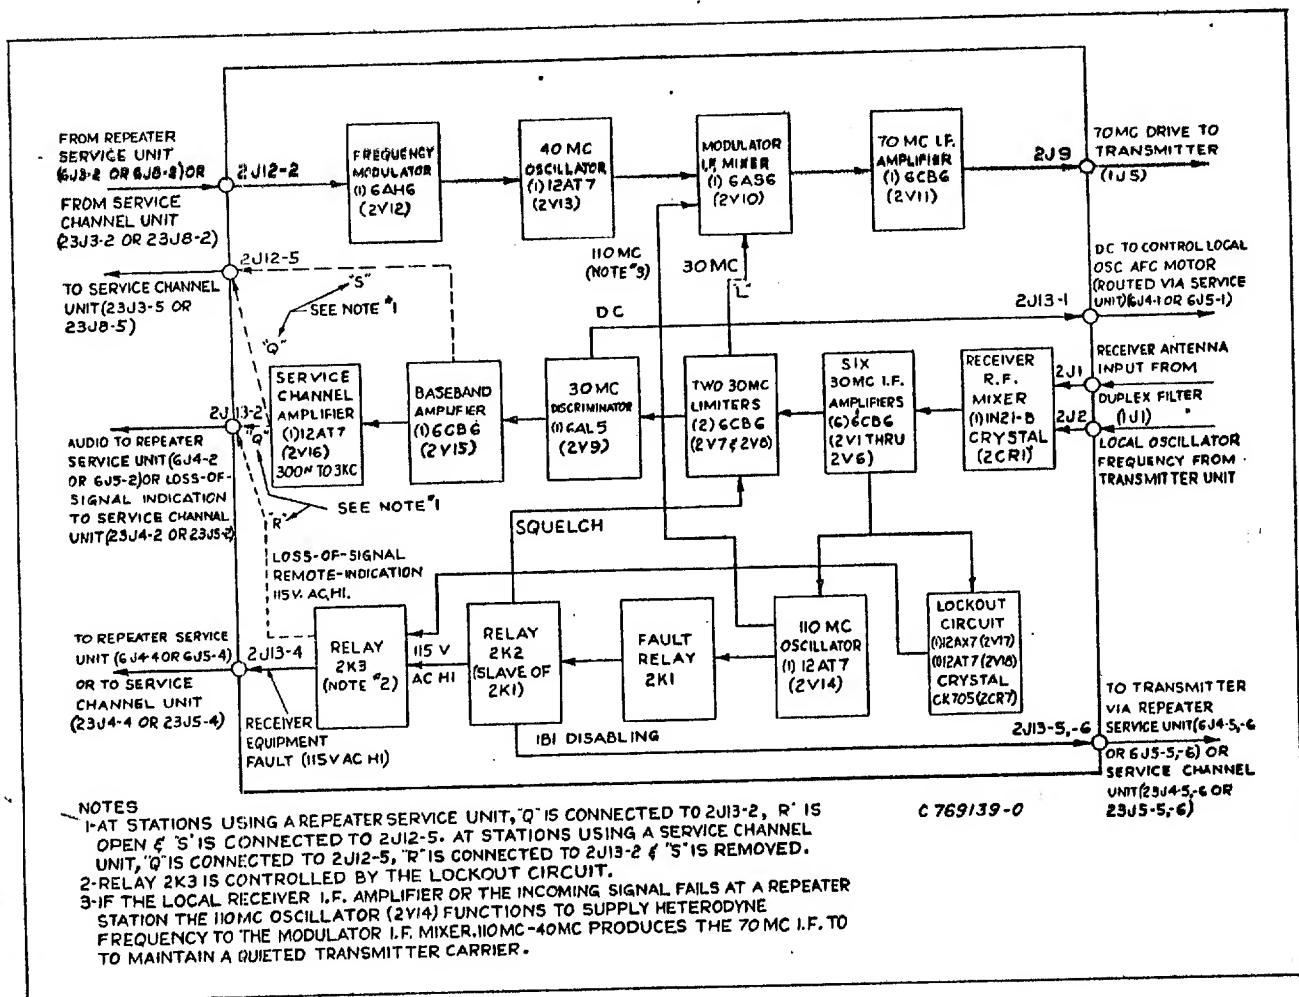 FROM REPEATER
SERVICE UNIT
(6J3-2 OR 6J8-2) OR
FROM SERVICE
CHANNEL UNIT
(23J3-2 OR 23J8-2)
2J12-2
FREQUENCY
MODULATOR
(1) 6AH6
(2V12)
40 MC
OSCILLATOR
(1) 12AT7
(2V13)
MODULATOR
I.F. MIXER
(1) 6AS6
(2V10)
70 MC I.F.
AMPLIFIER
(1) 6CB6
(2V11)
2J9
70 MC DRIVE TO
TRANSMITTER
(1J5)
2J12-5
TO SERVICE CHANNEL
UNIT (23J3-5 OR
23J8-5)
"S"
SEE NOTE #1
"Q"
110 MC
(NOTE #3)
30 MC
"L"
DC
2J13-1
DC TO CONTROL LOCAL
OSC AFC MOTOR
(ROUTED VIA SERVICE
UNIT)(6J4-1 OR 6J5-1)
SERVICE
CHANNEL
AMPLIFIER
(1) 12AT7
(2V16)
300~ TO 3KC
BASEBAND
AMPLIFIER
(1) 6CB6
(2V15)
30 MC
DISCRIMINATOR
(1) 6AL5
(2V9)
TWO 30MC
LIMITERS
(2) 6CB6
(2V7 & 2V8)
SIX
30 MC I.F.
AMPLIFIERS
(6) 6CB6
(2V1 THRU
2V6)
RECEIVER
R.F.
MIXER
(1) IN21-B
CRYSTAL
(2CR1)
2J1
2J2
RECEIVER ANTENNA
INPUT FROM
DUPLEX FILTER
(1J1)
LOCAL OSCILLATOR
FREQUENCY FROM
TRANSMITTER UNIT
2J13-2
"Q"
AUDIO TO REPEATER
SERVICE UNIT (6J4-2
OR 6J5-2) OR LOSS-OF-
SIGNAL INDICATION
TO SERVICE CHANNEL
UNIT (23J4-2 OR 23J5-2)
"R"
SEE NOTE #1
SQUELCH
LOSS-OF-SIGNAL
REMOTE-INDICATION
115 V. AC, HI.
TO REPEATER SERVICE
UNIT (6J4-4 OR 6J5-4)
OR TO SERVICE
CHANNEL UNIT
(23J4-4 OR 23J5-4)
2J13-4
RELAY
2K3
(NOTE #2)
115 V
AC HI
RELAY
2K2
(SLAVE OF
2K1)
FAULT
RELAY
2K1
110 MC
OSCILLATOR
(1) 12AT7
(2V14)
LOCKOUT
CIRCUIT
(1)12AX7 (2V17)
(1)12AT7 (2V18)
CRYSTAL
CK705 (2CR7)
RECEIVER
EQUIPMENT
FAULT (115 V AC HI)
1B1 DISABLING
2J13-5,-6
TO TRANSMITTER
VIA REPEATER
SERVICE UNIT (6J4-5,-6
OR 6J5-5,-6) OR
SERVICE CHANNEL
UNIT (23J4-5,-6 OR
23J5-5,-6)
C 769139-0
NOTES
1-AT STATIONS USING A REPEATER SERVICE UNIT, "Q" IS CONNECTED TO 2J13-2, R" IS
OPEN & "S" IS CONNECTED TO 2J12-5. AT STATIONS USING A SERVICE CHANNEL
UNIT, "Q" IS CONNECTED TO 2J12-5, "R" IS CONNECTED TO 2J13-2 & "S" IS REMOVED.
2-RELAY 2K3 IS CONTROLLED BY THE LOCKOUT CIRCUIT.
3-IF THE LOCAL RECEIVER I.F. AMPLIFIER OR THE INCOMING SIGNAL FAILS AT A REPEATER
STATION THE 110MC OSCILLATOR (2V14) FUNCTIONS TO SUPPLY HETERODYNE
FREQUENCY TO THE MODULATOR I.F. MIXER. 110MC-40MC PRODUCES THE 70 MC I.F. TO
TO MAINTAIN A QUIETED TRANSMITTER CARRIER.